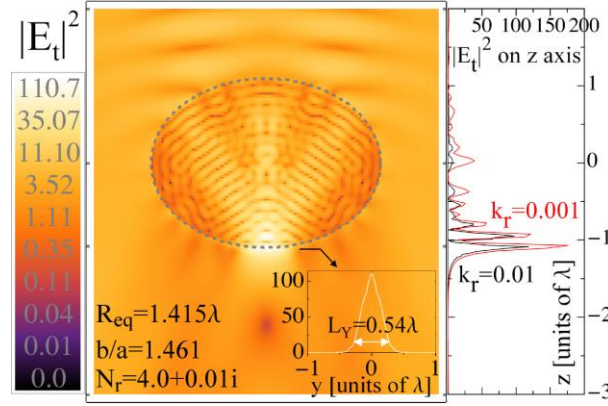 |E_t|²
110.7
35.07
11.10
3.52
1.11
0.35
0.11
0.04
0.01
0.0
R_eq=1.415λ
b/a=1.461
N_r=4.0+0.01i
100
50
0
L_Y=0.54λ
−1 0 1
y [units of λ]
0 50 100 150 200
|E_t|² on z axis
2
1
0
k_r=0.001
-1
k_r=0.01
-2
z [units of λ]
-3